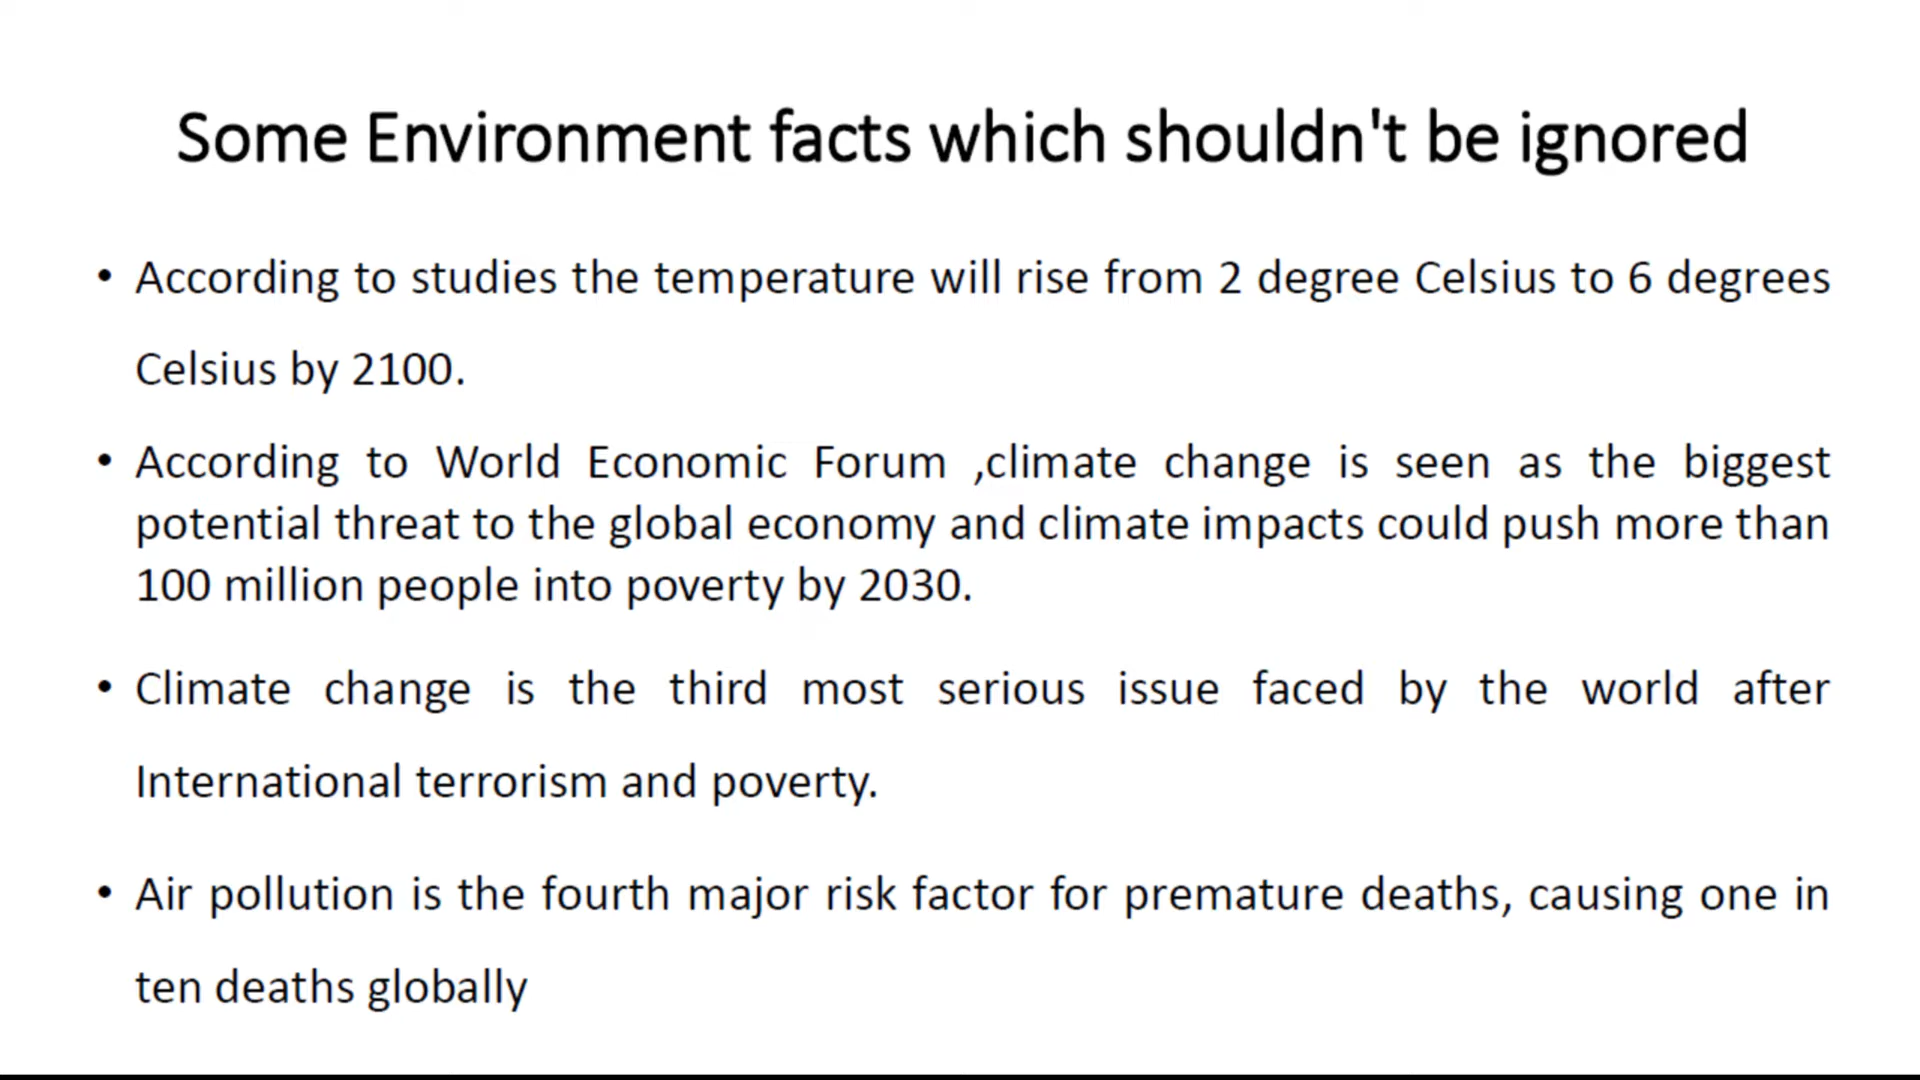 Some Environment facts which shouldn't be ignored
• According to studies the temperature will rise from 2 degree Celsius to 6 degrees
Celsius by 2100.
• According to World Economic Forum ,climate change is seen as the biggest
potential threat to the global economy and climate impacts could push more than
100 million people into poverty by 2030.
• Climate change is the third most serious issue faced by the world after
International terrorism and poverty.
• Air pollution is the fourth major risk factor for premature deaths, causing one in
ten deaths globally